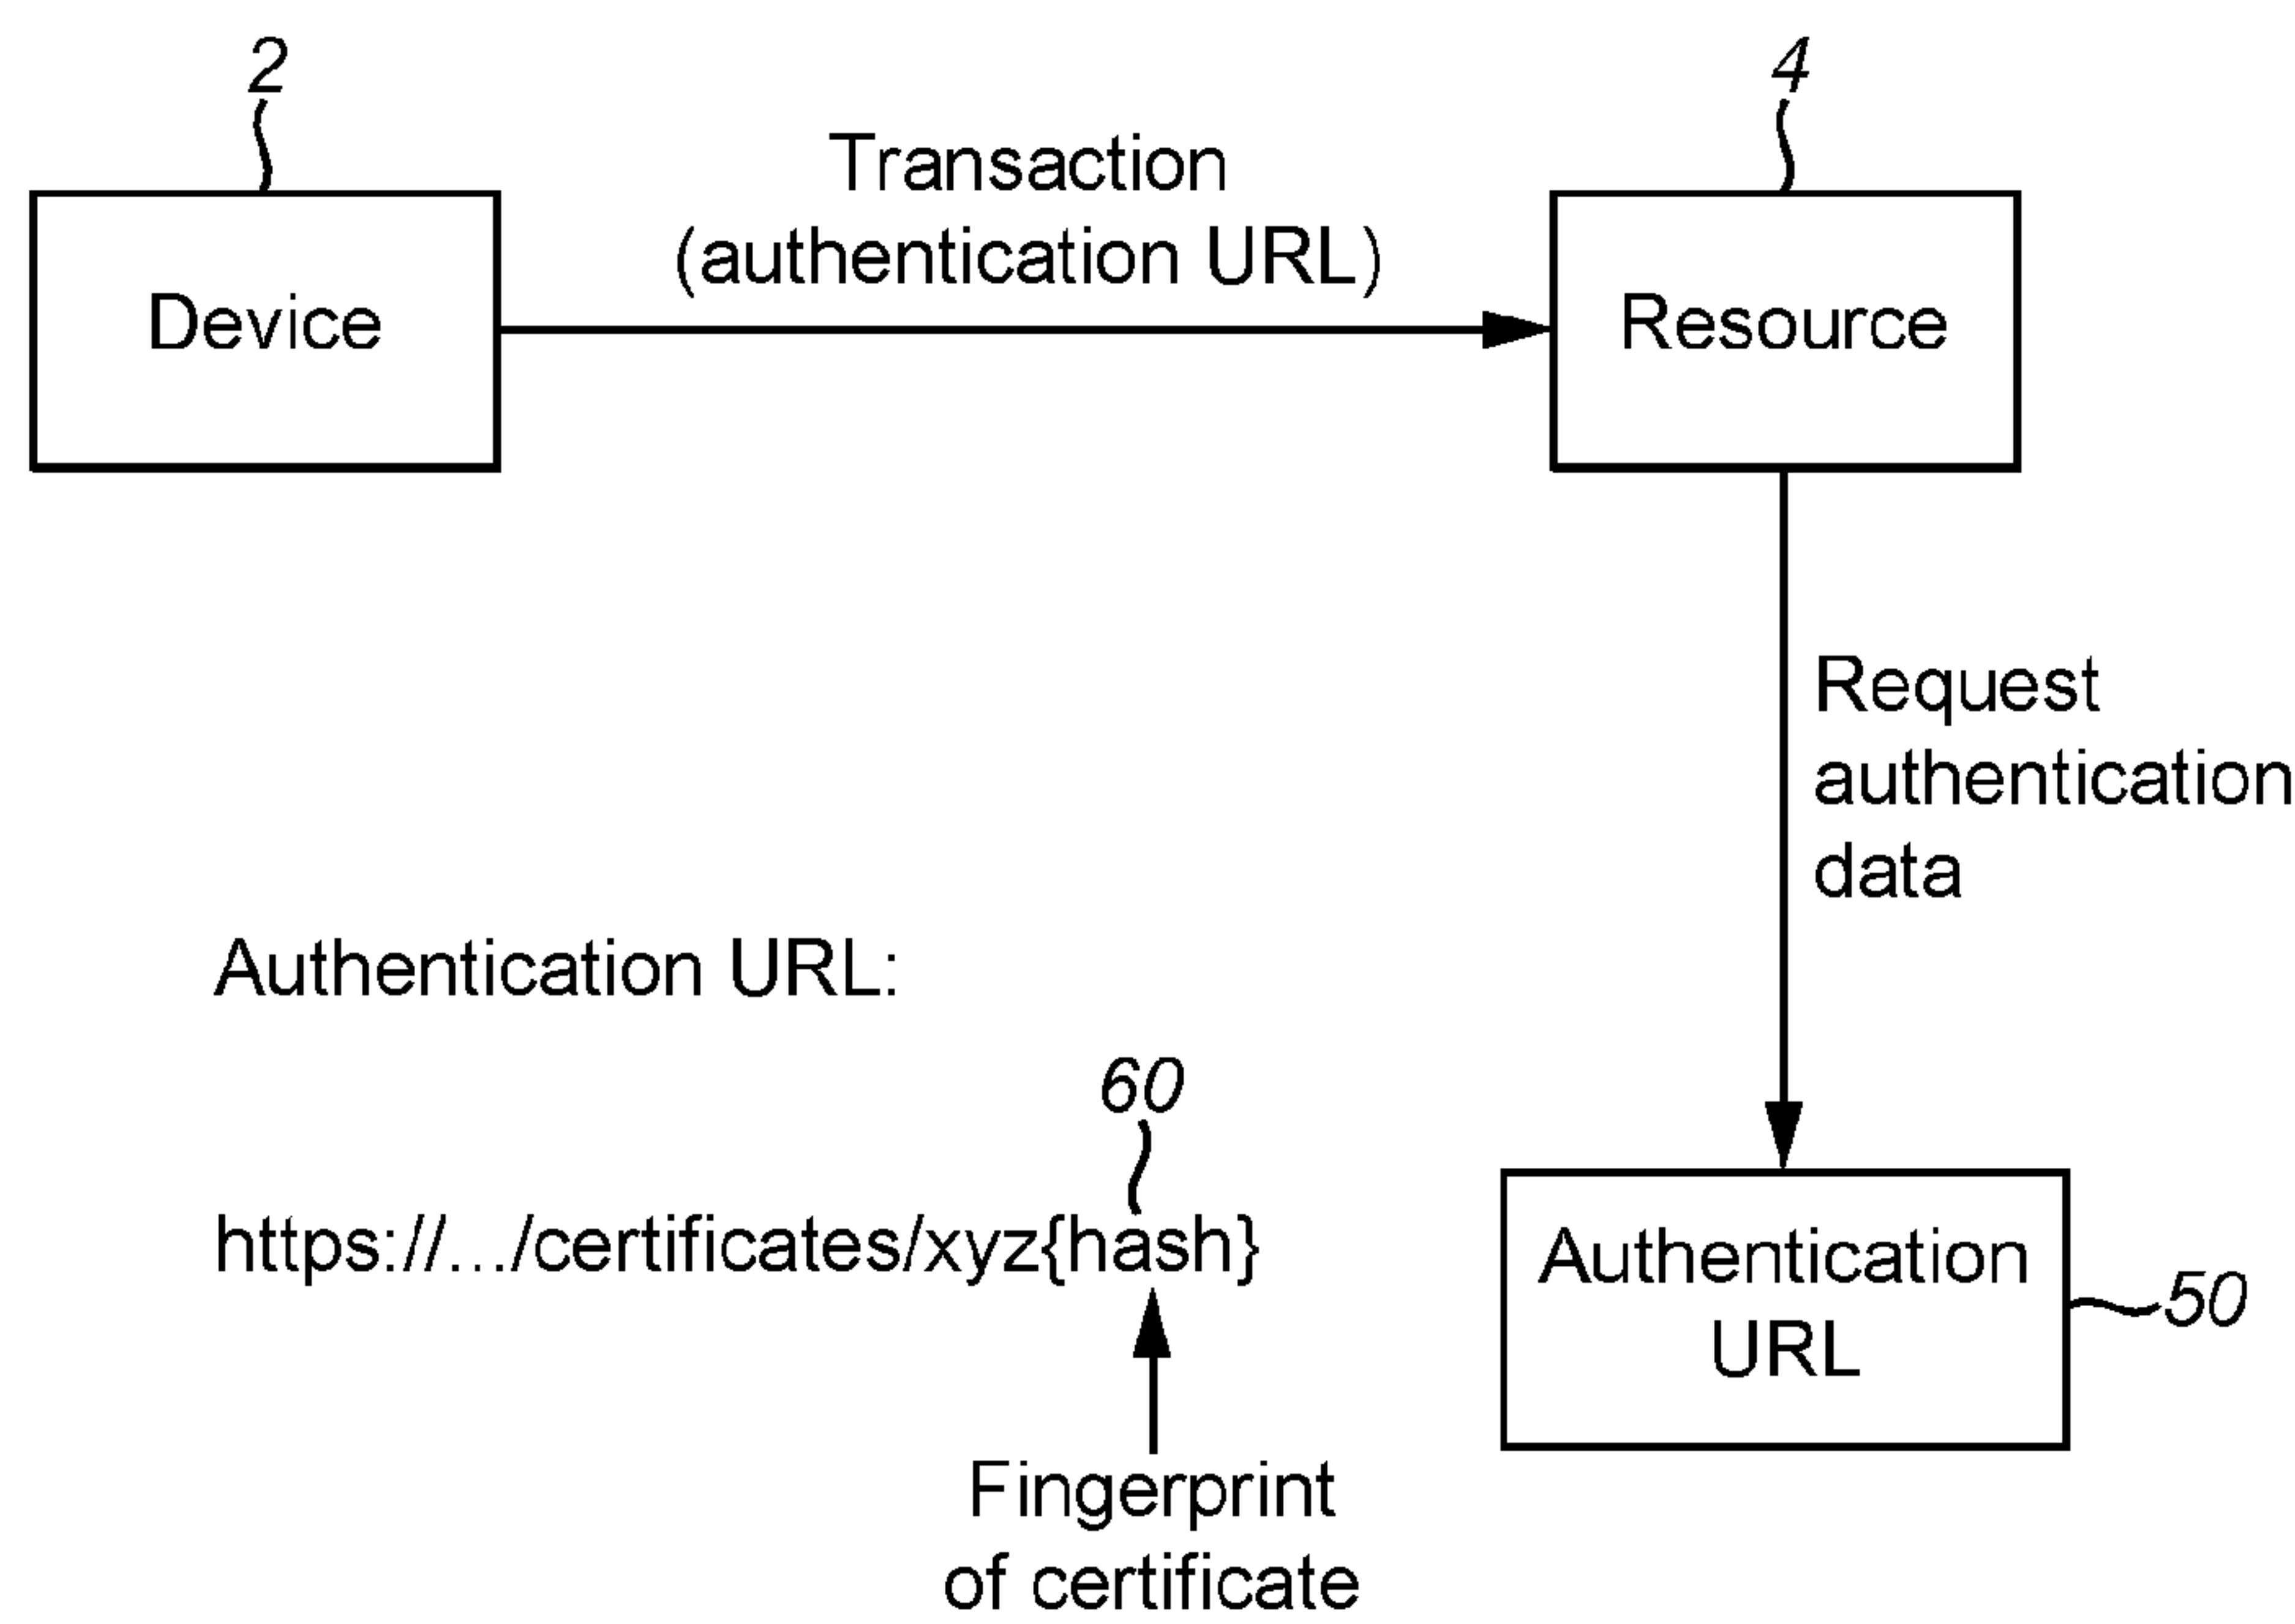 2
4
Transaction
(authentication URL)
Device
Resource
Request
authentication
data
Authentication URL:
60
https://.../certificates/xyz{hash}
Authentication
URL
50
Fingerprint
of certificate